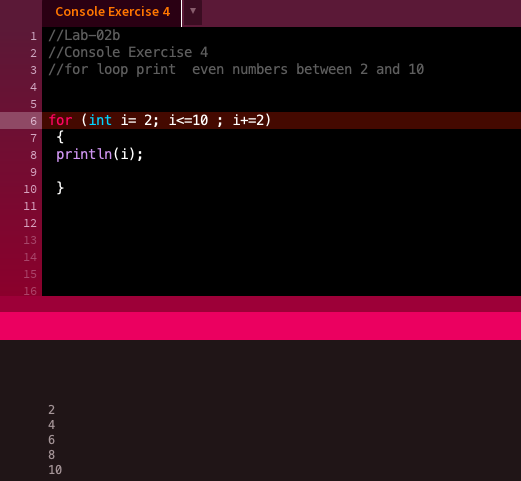 Console Exercise 4 ▼
1 //Lab-02b
2 //Console Exercise 4
3 //for loop print  even numbers between 2 and 10
4
5
6 for (int i= 2; i<=10 ; i+=2)
7  {
8  println(i);
9
10  }
11
12
13
14
15
16
2
4
6
8
10